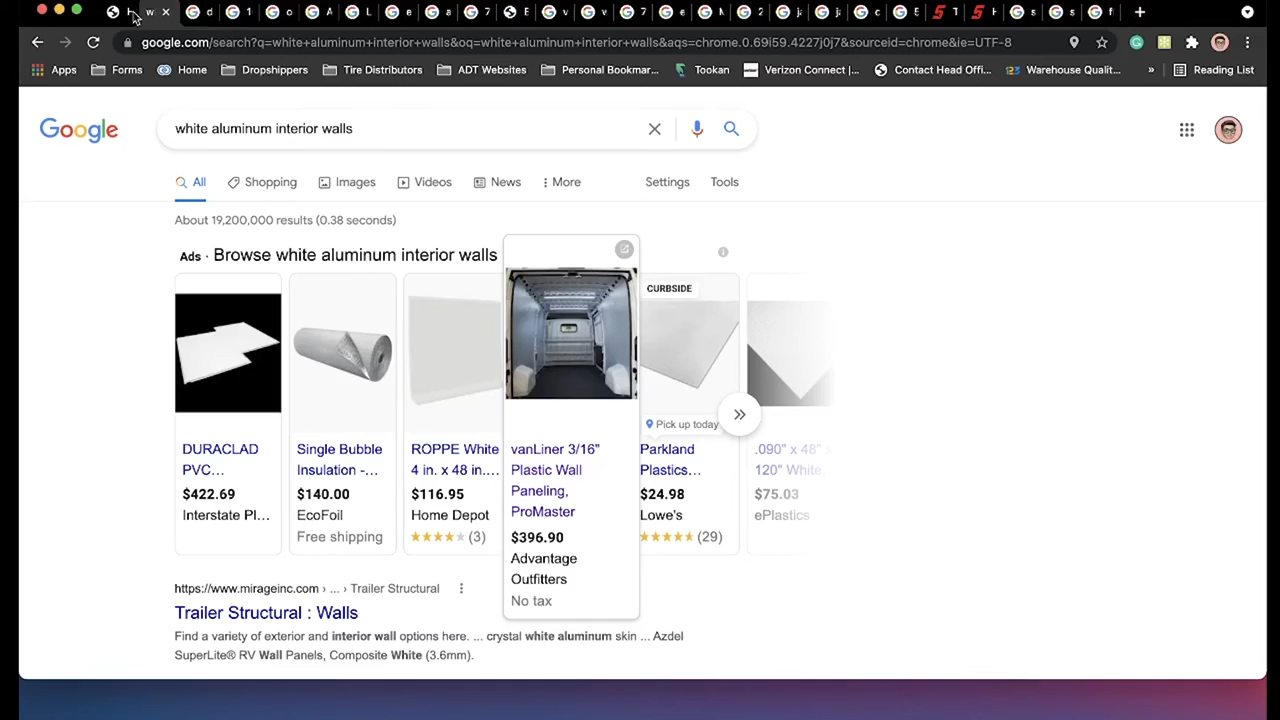 w
d
1
o
A
L
e
a
7
E
v
w
7
e
M
2
ja
ja
c
E
T
H
s
s
f
google.com/search?q=white+aluminum+interior+walls&oq=white+aluminum+interior+walls&aqs=chrome.0.69i59.4227j0j7&sourceid=chrome&ie=UTF-8
Apps Forms Home Dropshippers Tire Distributors ADT Websites Personal Bookmar... Tookan Verizon Connect |... Contact Head Offi... 123 Warehouse Qualit... » Reading List
Google
white aluminum interior walls
All Shopping Images Videos News More Settings Tools
About 19,200,000 results (0.38 seconds)
Ads · Browse white aluminum interior walls
CURBSIDE
Pick up today
DURACLAD
PVC...
$422.69
Interstate Pl...
Single Bubble
Insulation -...
$140.00
EcoFoil
Free shipping
ROPPE White
4 in. x 48 in....
$116.95
Home Depot
(3)
vanLiner 3/16"
Plastic Wall
Paneling,
ProMaster
$396.90
Advantage
Outfitters
No tax
Parkland
Plastics...
$24.98
Lowe's
(29)
.090" x 48" x
120" White...
$75.03
ePlastics
https://www.mirageinc.com › ... › Trailer Structural
Trailer Structural : Walls
Find a variety of exterior and interior wall options here. ... crystal white aluminum skin ... Azdel
SuperLite® RV Wall Panels, Composite White (3.6mm).